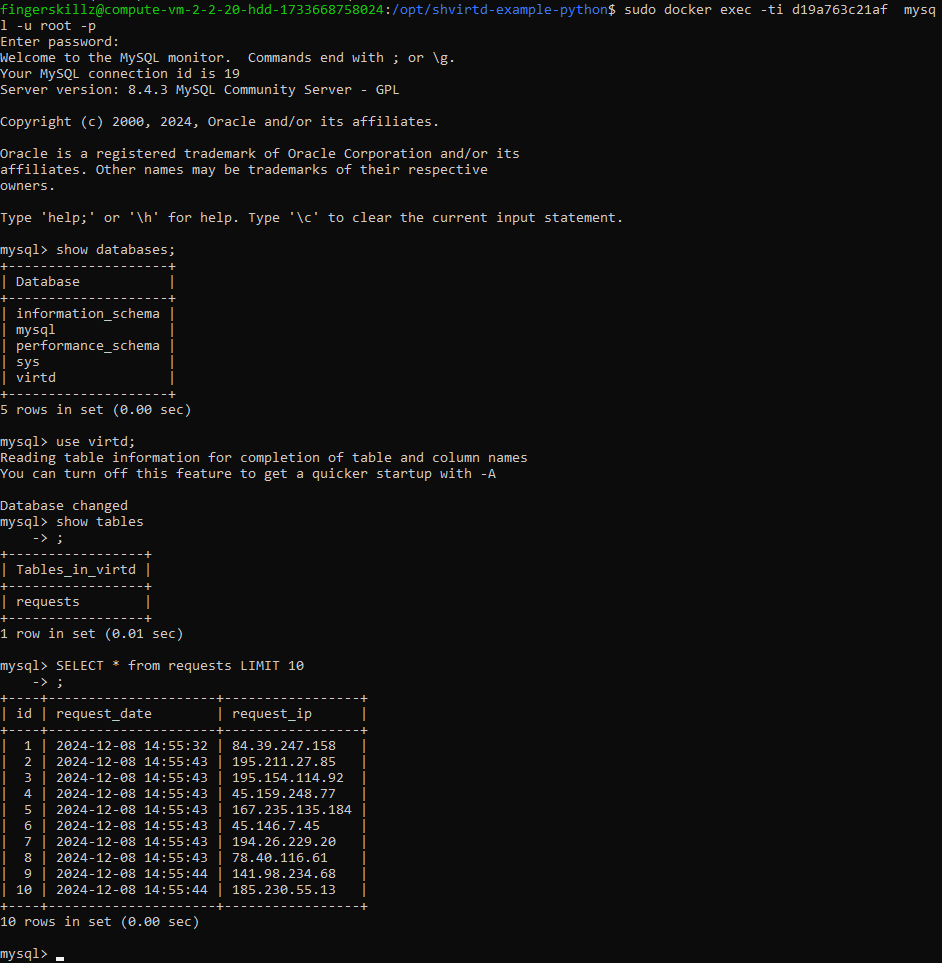 fingerskillz@compute-vm-2-2-20-hdd-1733668758024:/opt/shvirtd-example-python$ sudo docker exec -ti d19a763c21af  mysq
l -u root -p
Enter password:
Welcome to the MySQL monitor.  Commands end with ; or \g.
Your MySQL connection id is 19
Server version: 8.4.3 MySQL Community Server - GPL

Copyright (c) 2000, 2024, Oracle and/or its affiliates.

Oracle is a registered trademark of Oracle Corporation and/or its
affiliates. Other names may be trademarks of their respective
owners.

Type 'help;' or '\h' for help. Type '\c' to clear the current input statement.

mysql> show databases;
+--------------------+
| Database           |
+--------------------+
| information_schema |
| mysql              |
| performance_schema |
| sys                |
| virtd              |
+--------------------+
5 rows in set (0.00 sec)

mysql> use virtd;
Reading table information for completion of table and column names
You can turn off this feature to get a quicker startup with -A

Database changed
mysql> show tables
    -> ;
+-----------------+
| Tables_in_virtd |
+-----------------+
| requests        |
+-----------------+
1 row in set (0.01 sec)

mysql> SELECT * from requests LIMIT 10
    -> ;
+----+---------------------+-----------------+
| id | request_date        | request_ip      |
+----+---------------------+-----------------+
|  1 | 2024-12-08 14:55:32 | 84.39.247.158   |
|  2 | 2024-12-08 14:55:43 | 195.211.27.85   |
|  3 | 2024-12-08 14:55:43 | 195.154.114.92  |
|  4 | 2024-12-08 14:55:43 | 45.159.248.77   |
|  5 | 2024-12-08 14:55:43 | 167.235.135.184 |
|  6 | 2024-12-08 14:55:43 | 45.146.7.45     |
|  7 | 2024-12-08 14:55:43 | 194.26.229.20   |
|  8 | 2024-12-08 14:55:43 | 78.40.116.61    |
|  9 | 2024-12-08 14:55:44 | 141.98.234.68   |
| 10 | 2024-12-08 14:55:44 | 185.230.55.13   |
+----+---------------------+-----------------+
10 rows in set (0.00 sec)

mysql> _